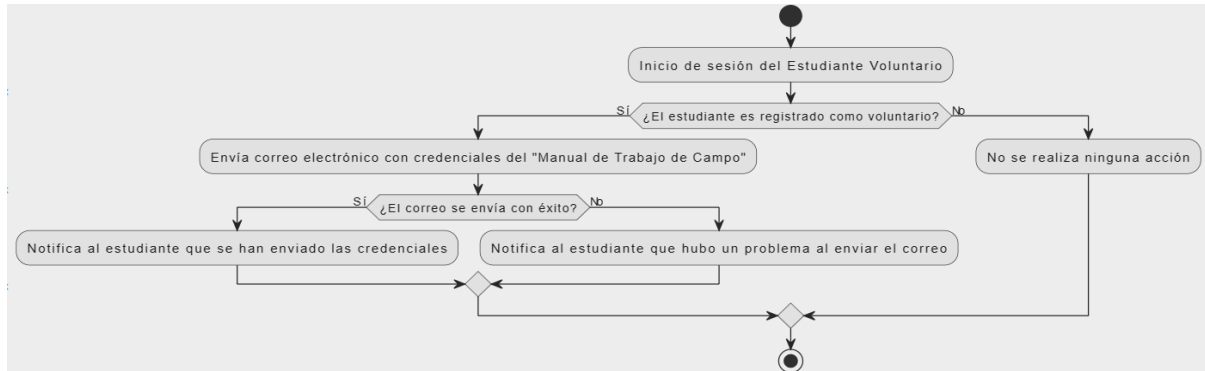 Inicio de sesión del Estudiante Voluntario
Sí
¿El estudiante es registrado como voluntario?
No
Envía correo electrónico con credenciales del "Manual de Trabajo de Campo"
No se realiza ninguna acción
Sí
¿El correo se envía con éxito?
No
Notifica al estudiante que se han enviado las credenciales
Notifica al estudiante que hubo un problema al enviar el correo